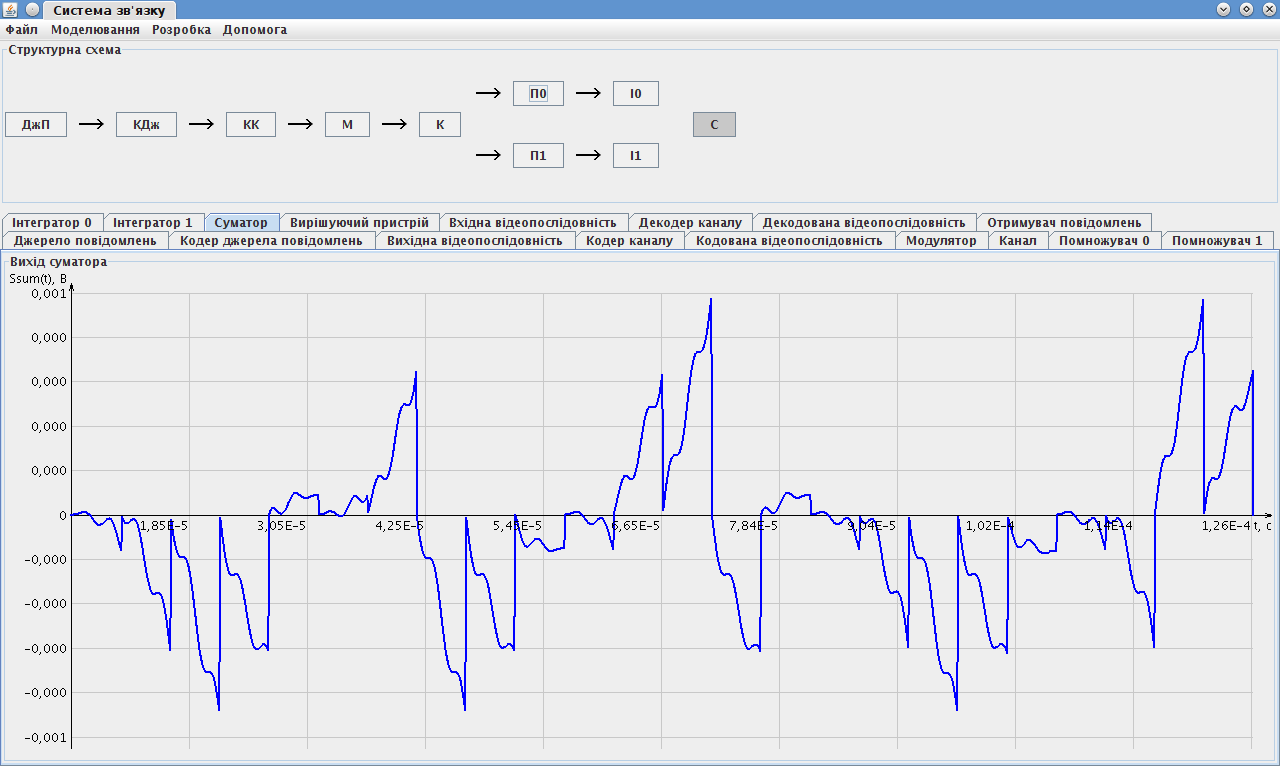 Система зв'язку
Файл Моделювання Розробка Допомога
Структурна схема
П0 І0
ДжП КДж КК М К С
П1 І1
Інтегратор 0 Інтегратор 1 Суматор Вирішуючий пристрій Вхідна відеопослідовність Декодер каналу Декодована відеопослідовність Отримувач повідомлень
Джерело повідомлень Кодер джерела повідомлень Вихідна відеопослідовність Кодер каналу Кодована відеопослідовність Модулятор Канал Помножувач 0 Помножувач 1
Вихід суматора
Ssum(t), В
0,001
0,000
0,000
0,000
0,000
0
1,85E-5 3,05E-5 4,25E-5 5,45E-5 6,65E-5 7,84E-5 9,04E-5 1,02E-4 1,14E-4 1,26E-4 t, с
-0,000
-0,000
-0,000
-0,000
-0,001